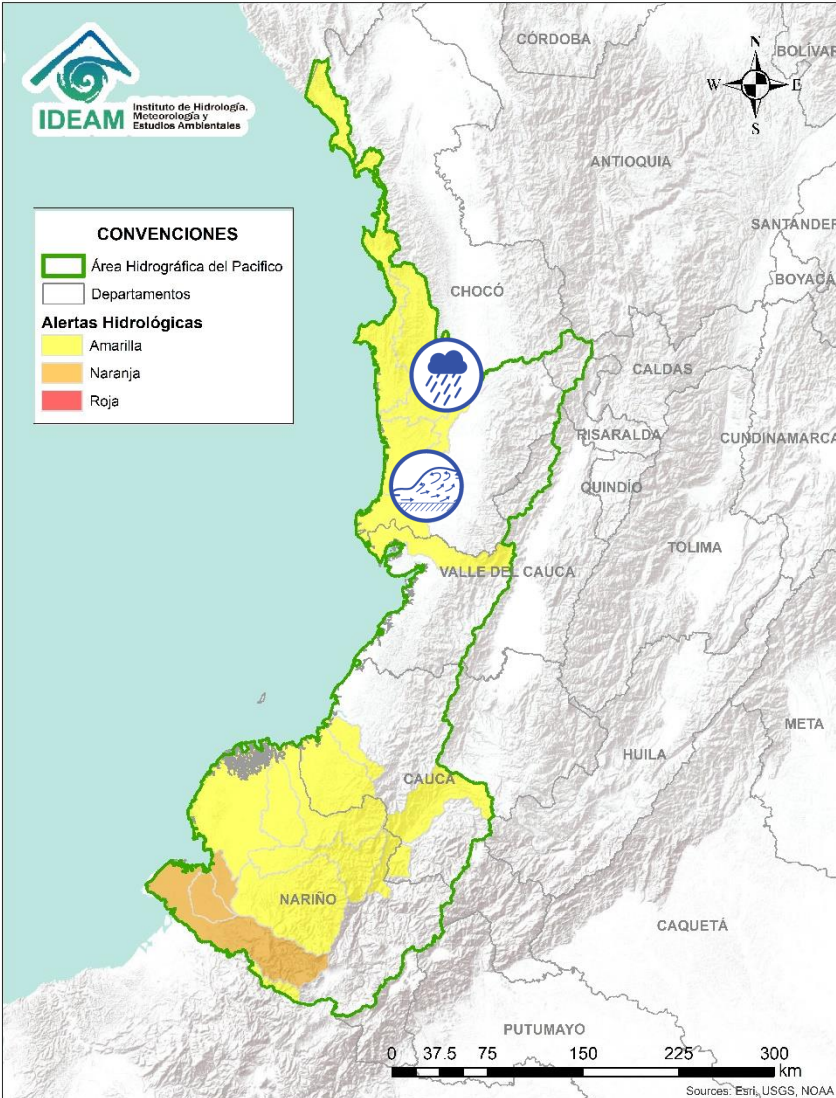 IDEAM
Instituto de Hidrología,
Meteorología y
Estudios Ambientales
N
W E
S
CÓRDOBA
BOLÍVAR
ANTIOQUIA
SANTANDER
BOYACÁ
CONVENCIONES
Área Hidrográfica del Pacifico
Departamentos
Alertas Hidrológicas
Amarilla
Naranja
Roja
CHOCÓ
CALDAS
RISARALDA
CUNDINAMARCA
QUINDÍO
TOLIMA
VALLE DEL CAUCA
META
HUILA
CAUCA
NARIÑO
CAQUETÁ
PUTUMAYO
0 37.5 75 150 225 300
km
Sources: Esri, USGS, NOAA